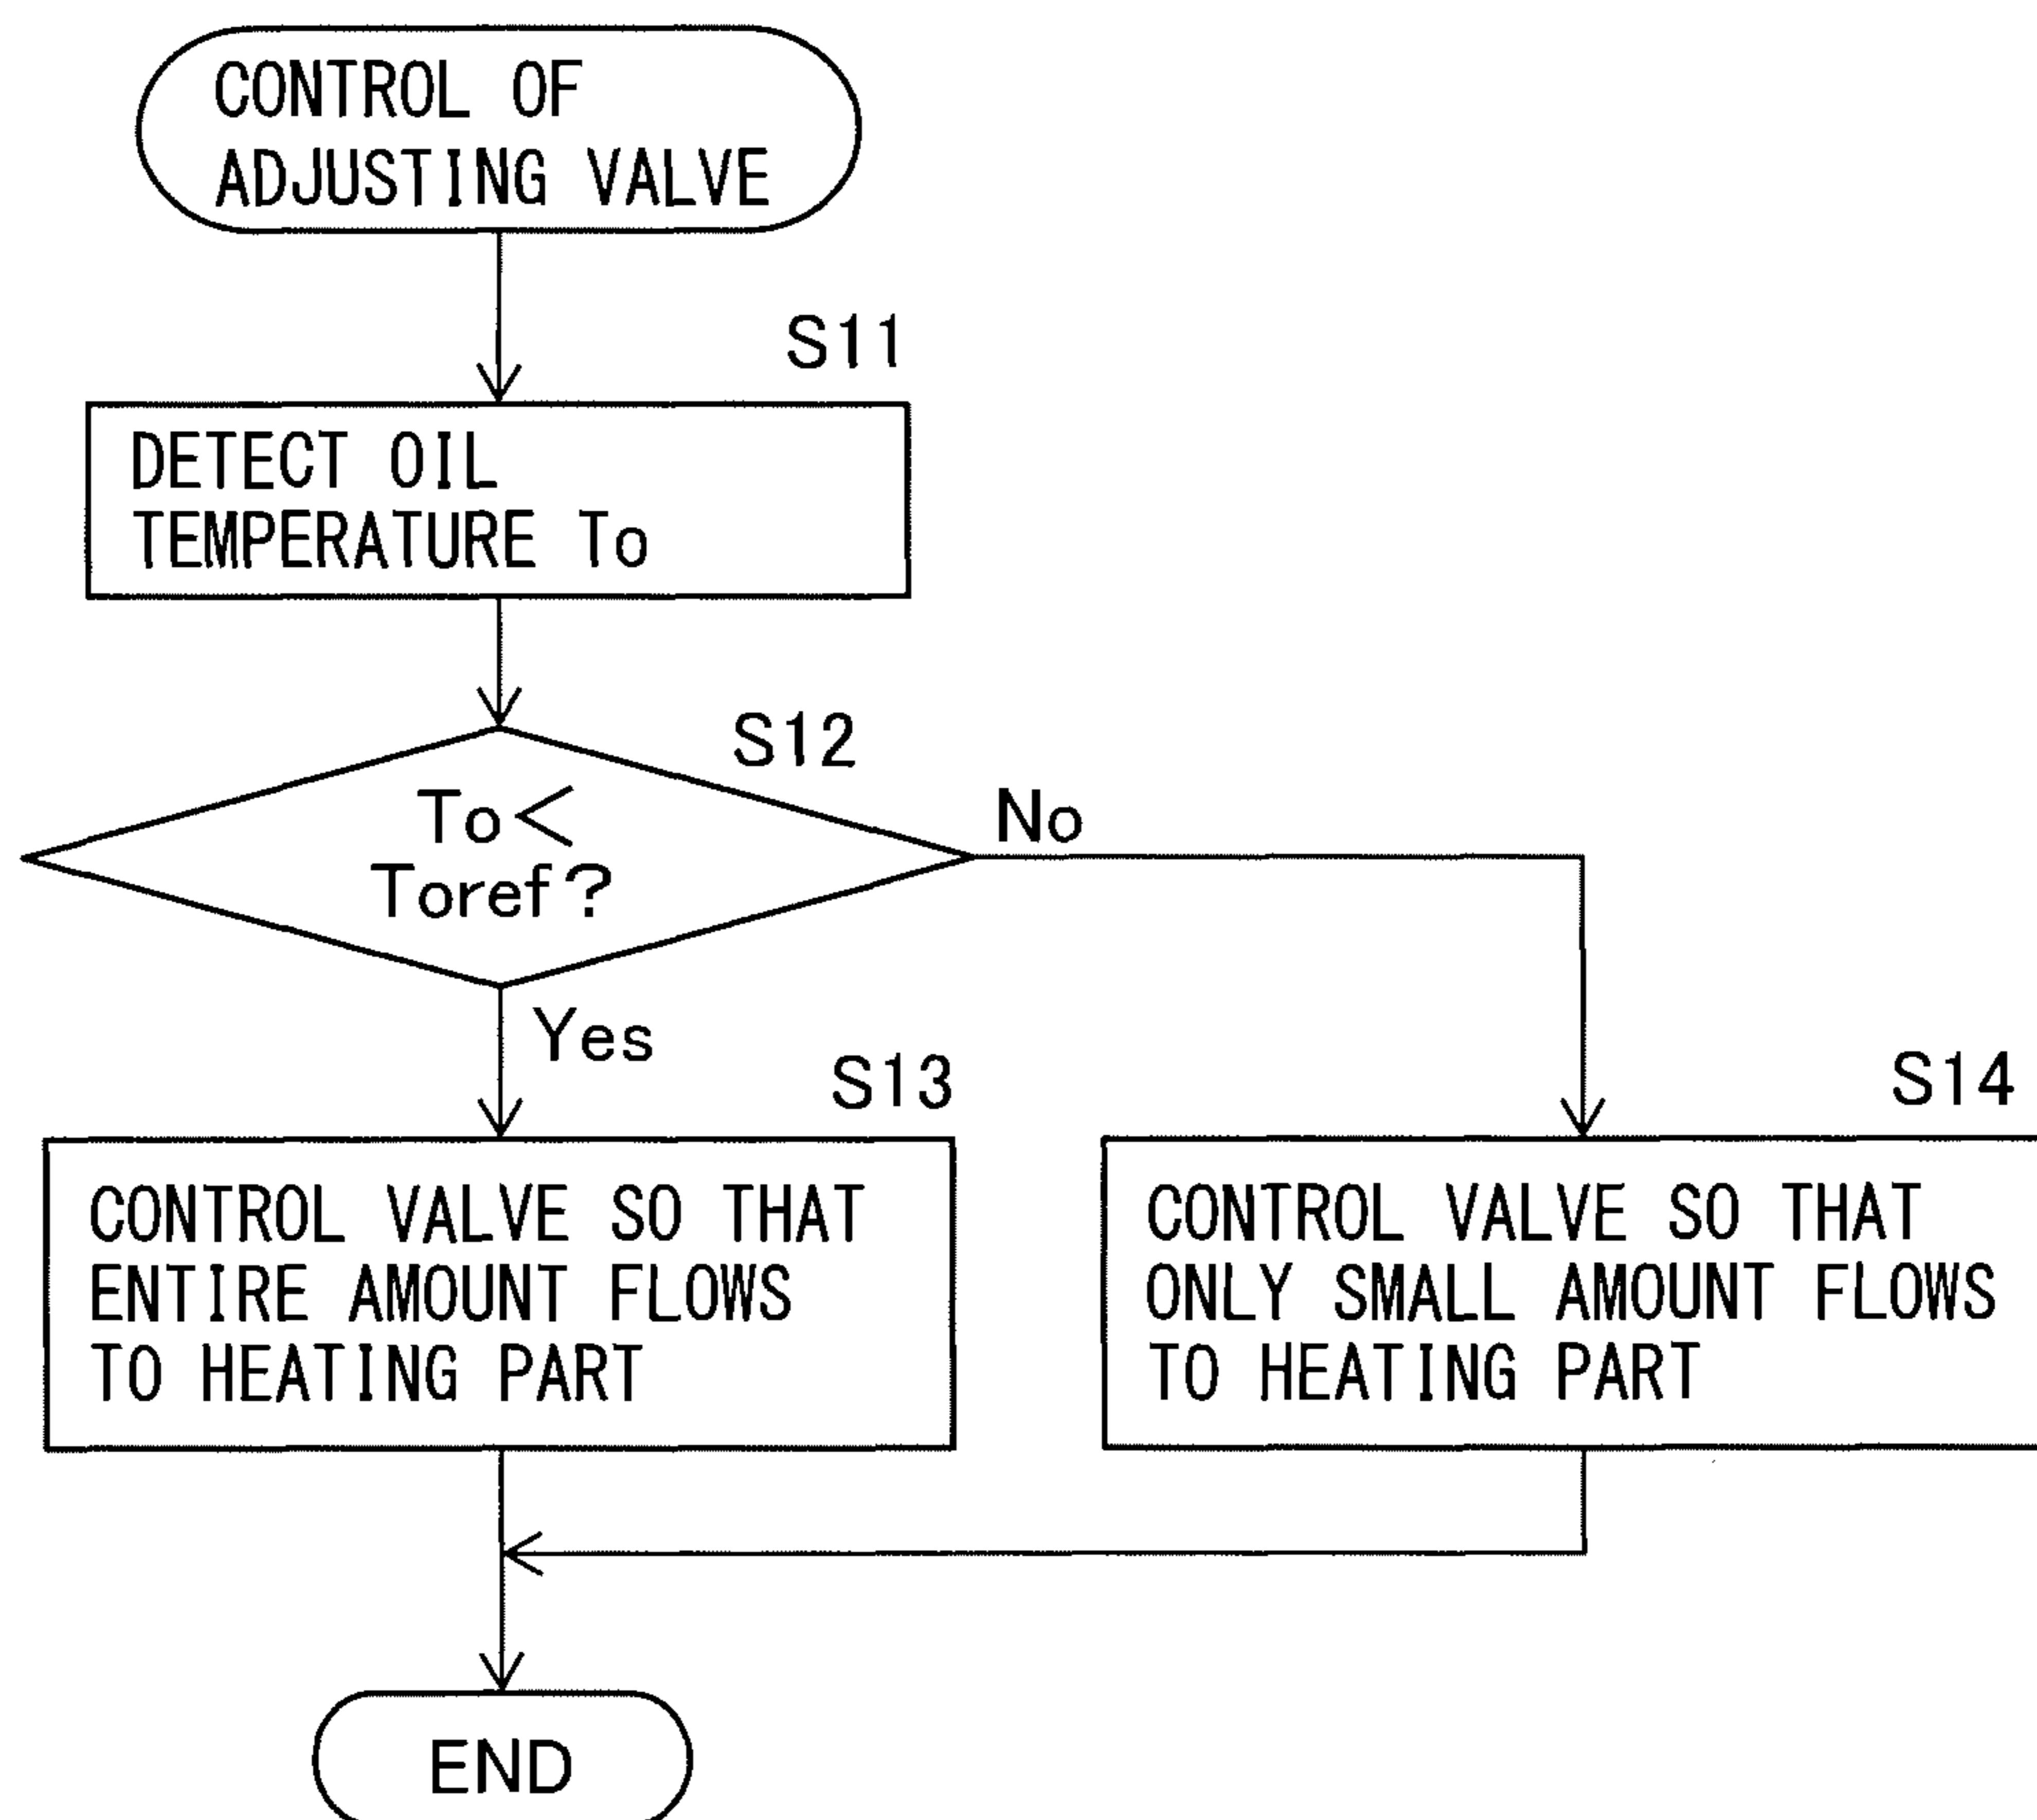 CONTROL OF
ADJUSTING VALVE
S11
DETECT OIL
TEMPERATURE To
S12
To<
Toref?
No
Yes
S13
CONTROL VALVE SO THAT
ENTIRE AMOUNT FLOWS
TO HEATING PART
S14
CONTROL VALVE SO THAT
ONLY SMALL AMOUNT FLOWS
TO HEATING PART
END